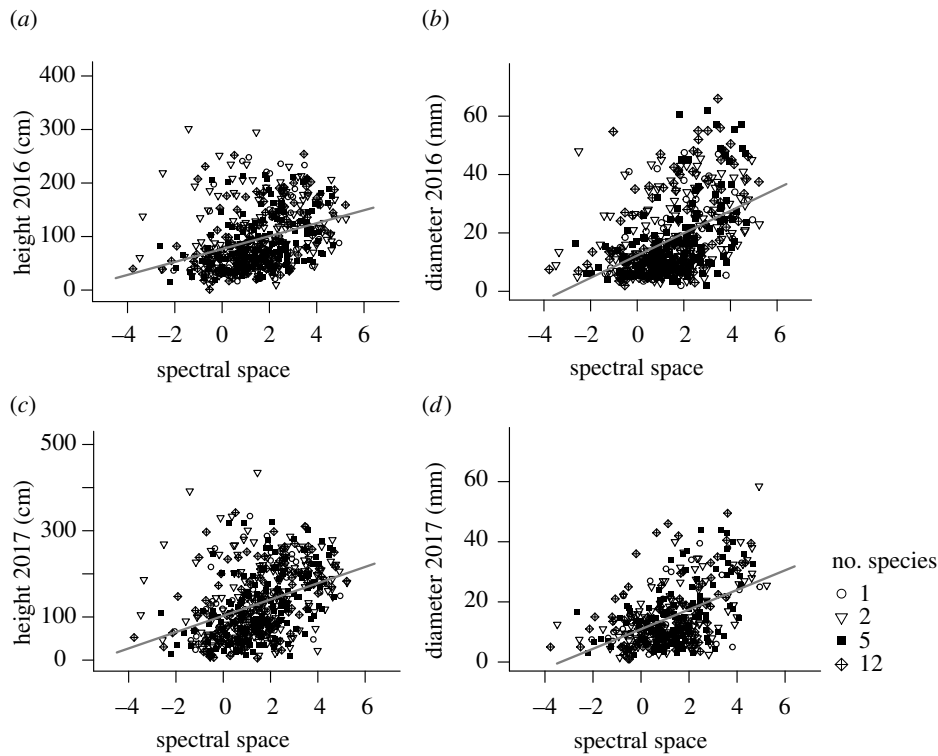 (a)
height 2016 (cm)
400
300
200
100
0
–4 –2 0 2 4 6
spectral space
(b)
diameter 2016 (mm)
60
40
20
0
–4 –2 0 2 4 6
spectral space
(c)
height 2017 (cm)
500
300
100
0
–4 –2 0 2 4 6
spectral space
(d)
diameter 2017 (mm)
60
40
20
0
–4 –2 0 2 4 6
spectral space
no. species
1
2
5
12